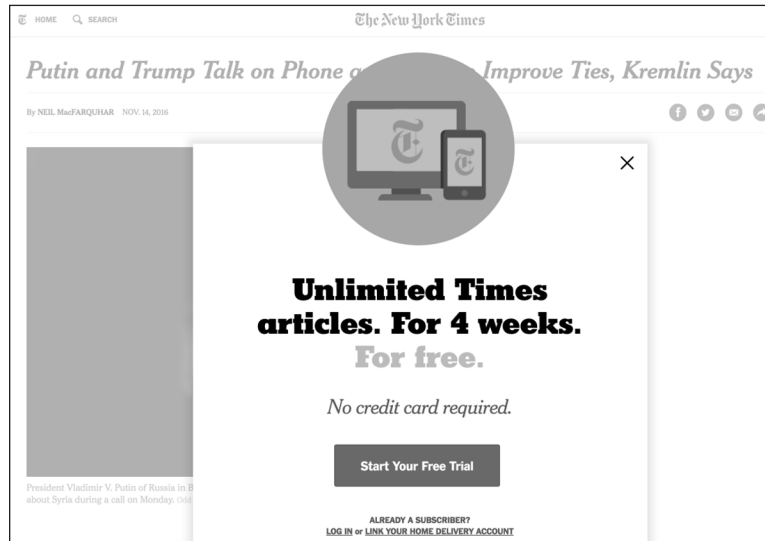 HOME SEARCH The New York Times
Putin and Trump Talk on Phone Improve Ties, Kremlin Says
By NEIL MacFARQUHAR NOV. 14, 2016
Unlimited Times
articles. For 4 weeks.
For free.
No credit card required.
Start Your Free Trial
President Vladimir V. Putin of Russia in B
about Syria during a call on Monday.
ALREADY A SUBSCRIBER?
LOG IN or LINK YOUR HOME DELIVERY ACCOUNT